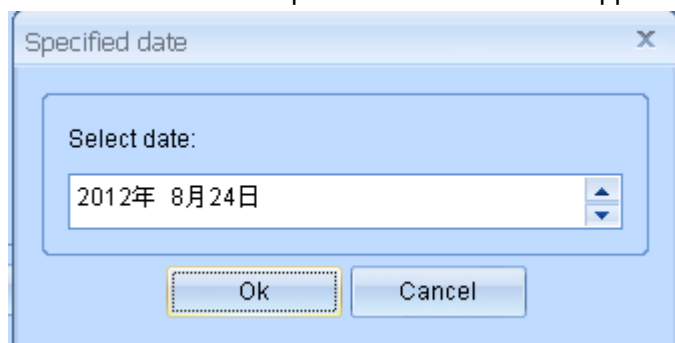 Specified date
Select date:
2012年 8月24日
Ok
Cancel